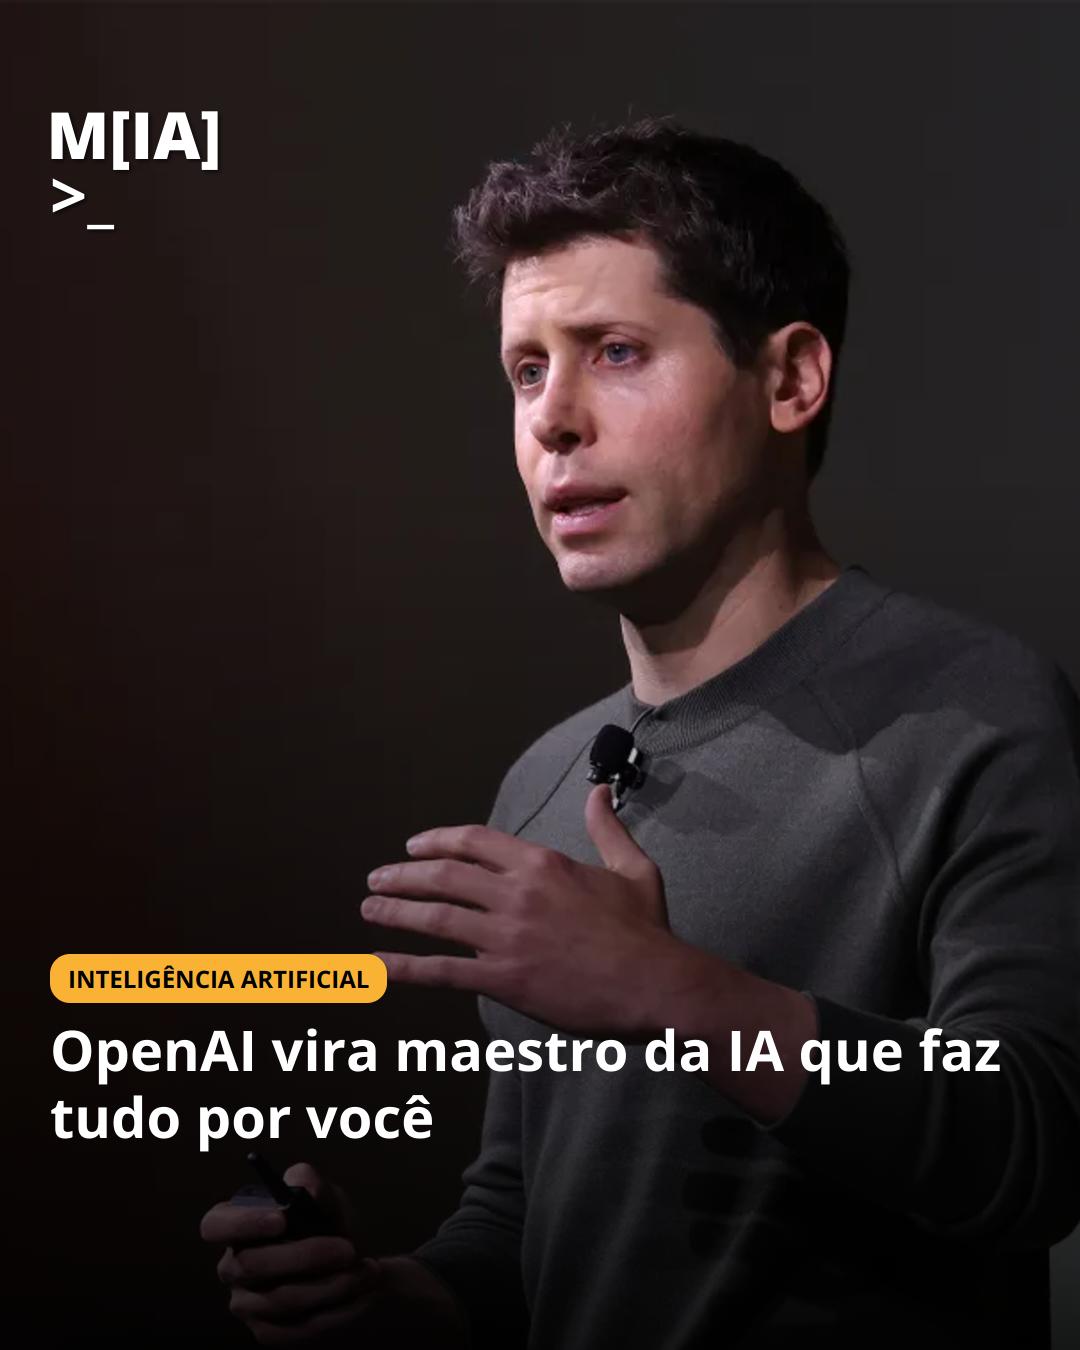 M[IA]
>_
INTELIGÊNCIA ARTIFICIAL
OpenAI vira maestro da IA que faz
tudo por você